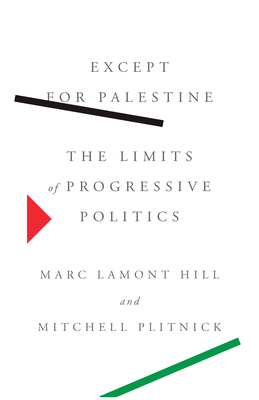 EXCEPT
FOR PALESTINE
THE LIMITS
of PROGRESSIVE
POLITICS
MARC LAMONT HILL
and
MITCHELL PLITNICK